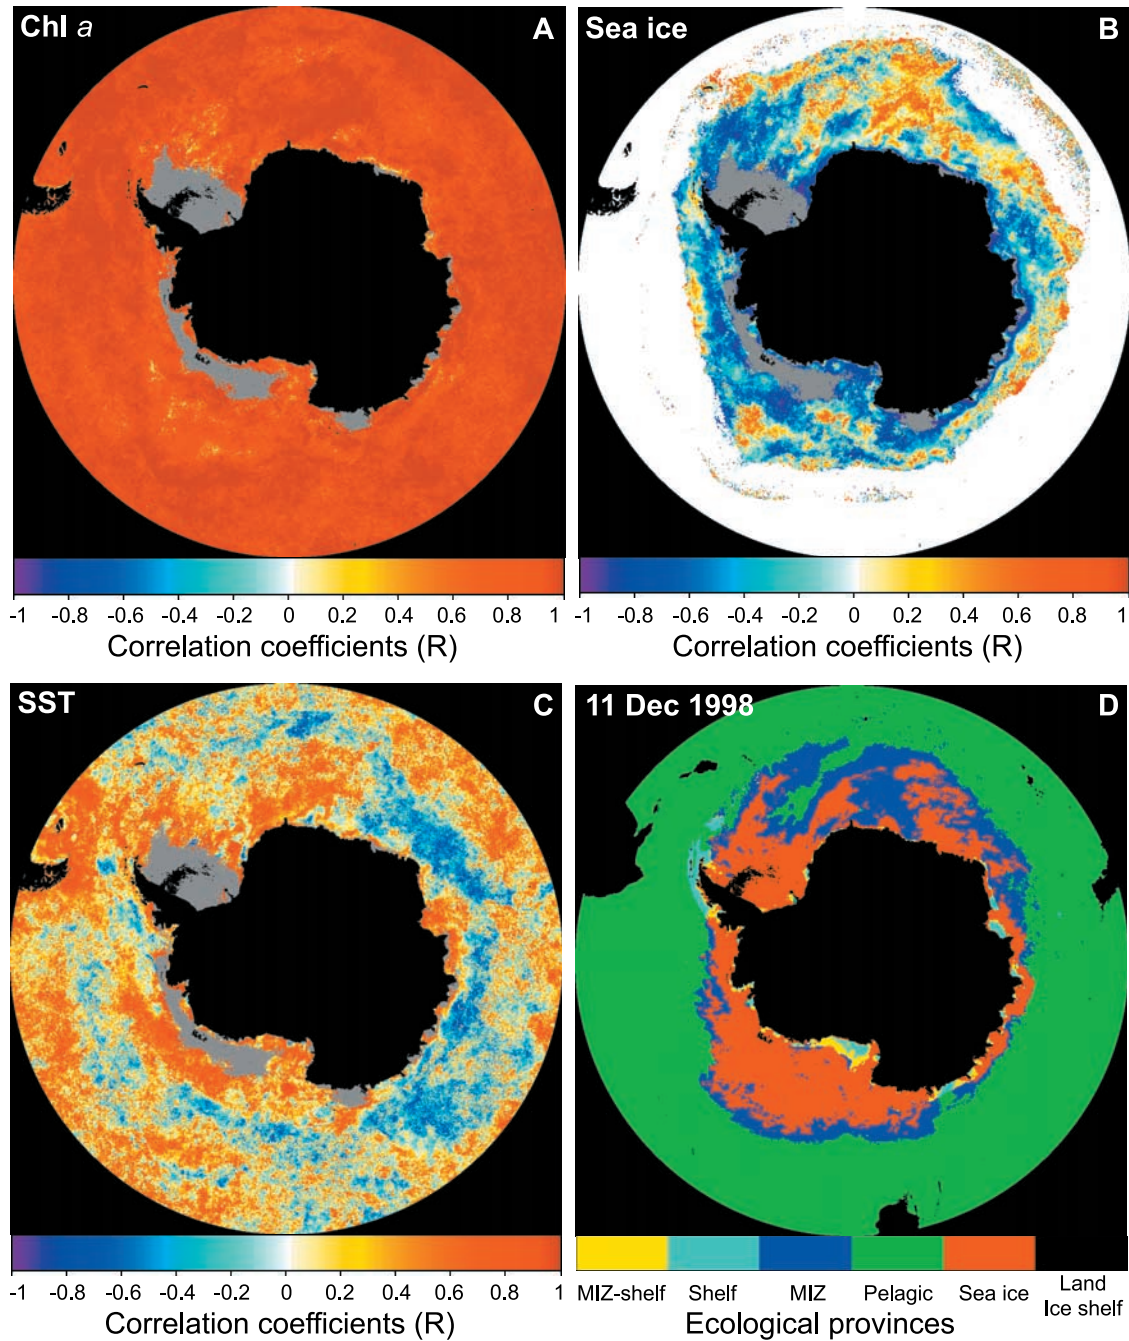 Chl a
A
Sea ice
B
-1 -0.8 -0.6 -0.4 -0.2 0 0.2 0.4 0.6 0.8 1
Correlation coefficients (R)
-1 -0.8 -0.6 -0.4 -0.2 0 0.2 0.4 0.6 0.8 1
Correlation coefficients (R)
SST
C
11 Dec 1998
D
-1 -0.8 -0.6 -0.4 -0.2 0 0.2 0.4 0.6 0.8 1
Correlation coefficients (R)
MIZ-shelf Shelf MIZ Pelagic Sea ice Land
Ice shelf
Ecological provinces